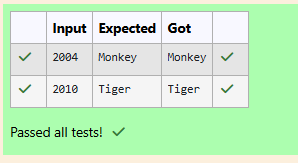 Input Expected Got
2004 Monkey Monkey
2010 Tiger Tiger
Passed all tests!